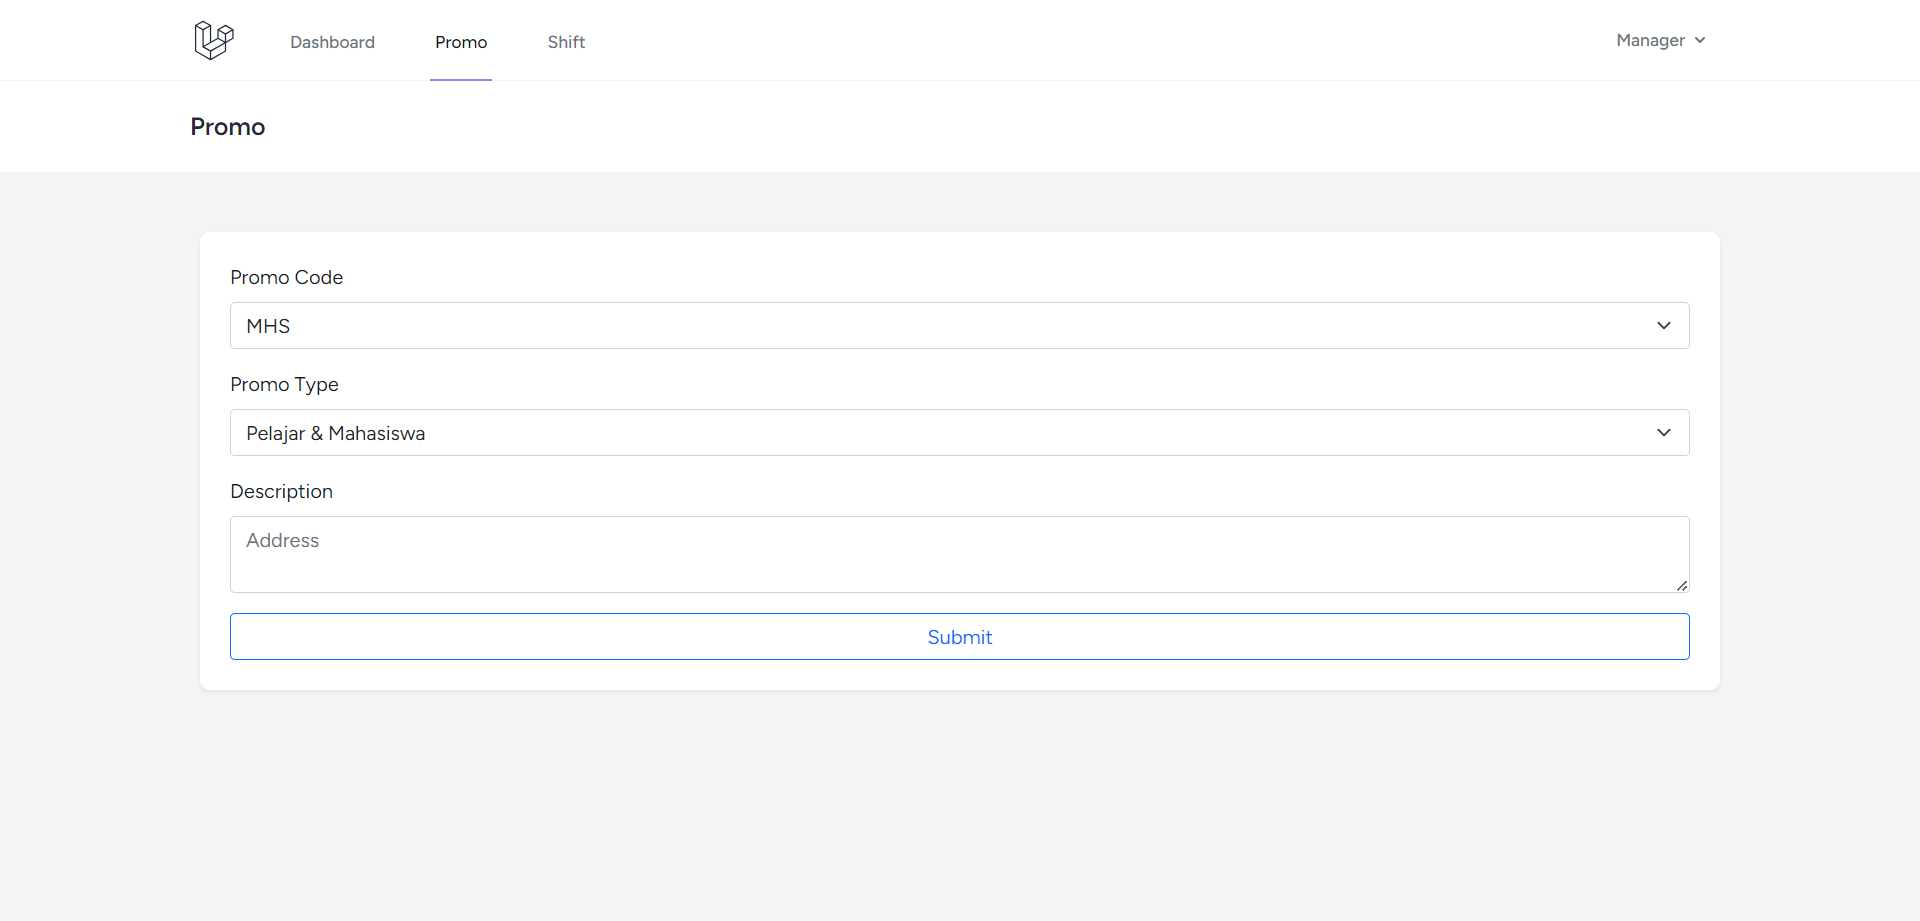 Dashboard Promo Shift Manager
Promo
Promo Code
MHS
Promo Type
Pelajar & Mahasiswa
Description
Address
Submit